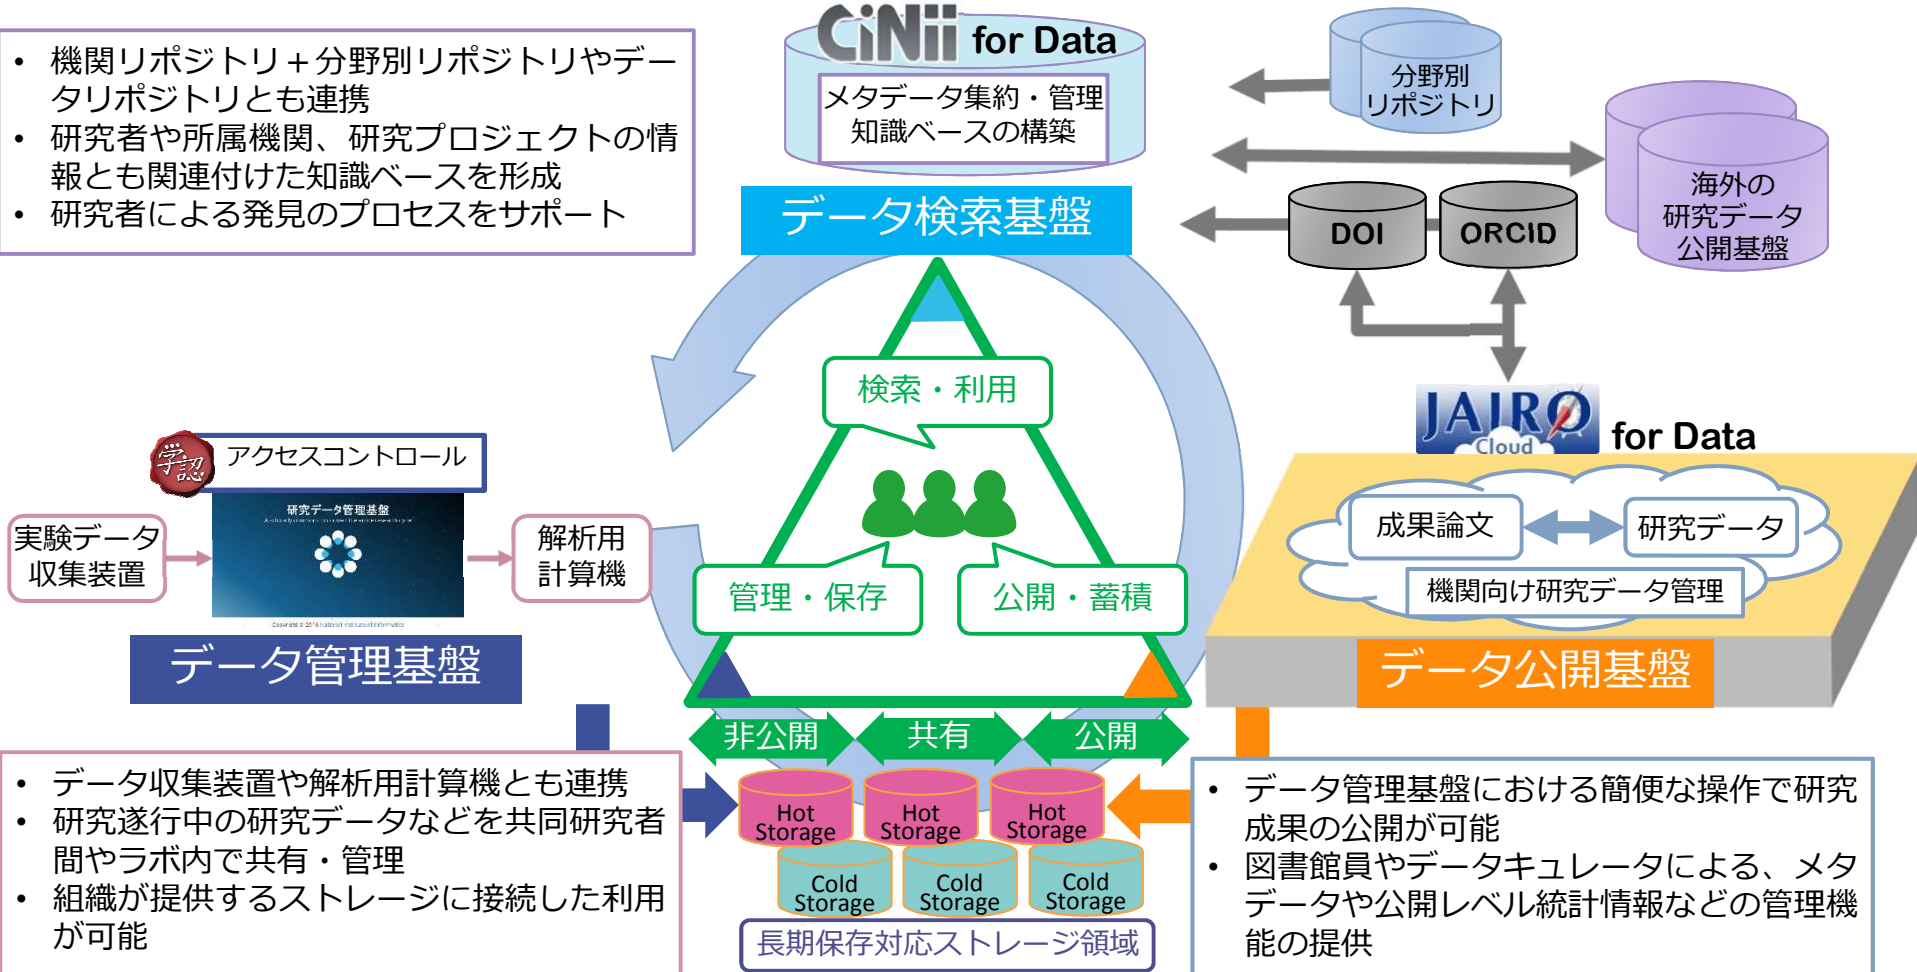 CiNii for Data
メタデータ集約・管理
知識ベースの構築
データ検索基盤
• 機関リポジトリ＋分野別リポジトリやデー
タリポジトリとも連携
• 研究者や所属機関、研究プロジェクトの情
報とも関連付けた知識ベースを形成
• 研究者による発見のプロセスをサポート
分野別
リポジトリ
海外の
研究データ
公開基盤
DOI
ORCID
検索・利用
管理・保存
公開・蓄積
学認
アクセスコントロール
研究データ管理基盤
実験データ
収集装置
解析用
計算機
Copyright © 2016 National Institute of Informatics
データ管理基盤
JAIRO
Cloud
for Data
成果論文
研究データ
機関向け研究データ管理
データ公開基盤
非公開
共有
公開
Hot
Storage
Hot
Storage
Hot
Storage
Cold
Storage
Cold
Storage
Cold
Storage
長期保存対応ストレージ領域
• データ収集装置や解析用計算機とも連携
• 研究遂行中の研究データなどを共同研究者
間やラボ内で共有・管理
• 組織が提供するストレージに接続した利用
が可能
• データ管理基盤における簡便な操作で研究
成果の公開が可能
• 図書館員やデータキュレータによる、メタ
データや公開レベル統計情報などの管理機
能の提供